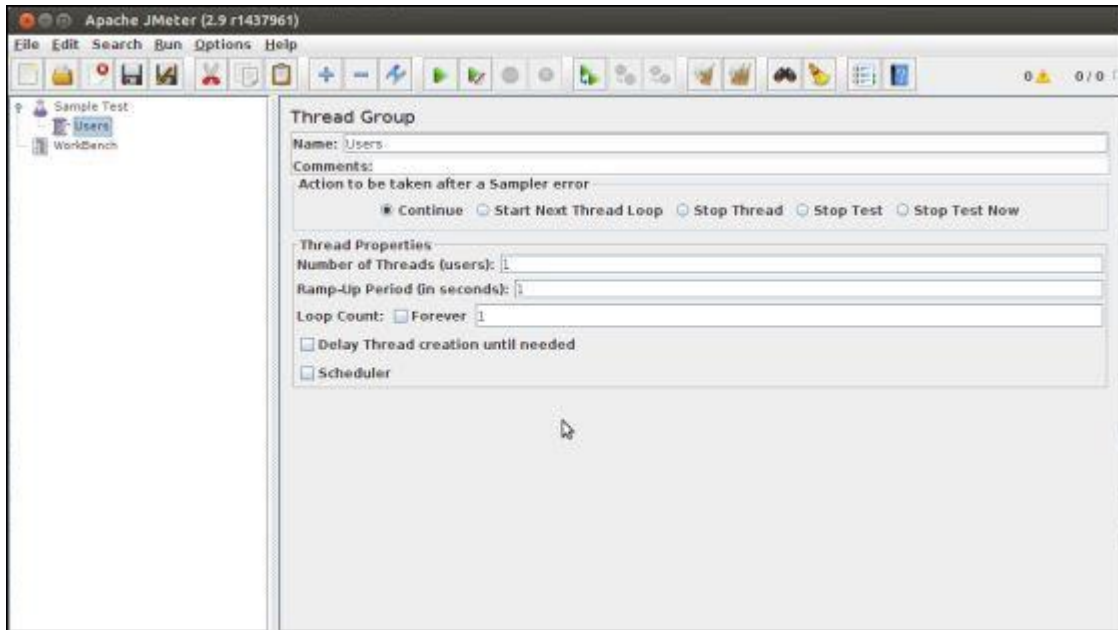 Apache JMeter (2.9 r1437961)
File Edit Search Run Options Help
0 0 / 0
Sample Test
Users
WorkBench
Thread Group
Name: Users
Comments:
Action to be taken after a Sampler error
Continue Start Next Thread Loop Stop Thread Stop Test Stop Test Now
Thread Properties
Number of Threads (users): 1
Ramp-Up Period (in seconds): 1
Loop Count: Forever 1
Delay Thread creation until needed
Scheduler